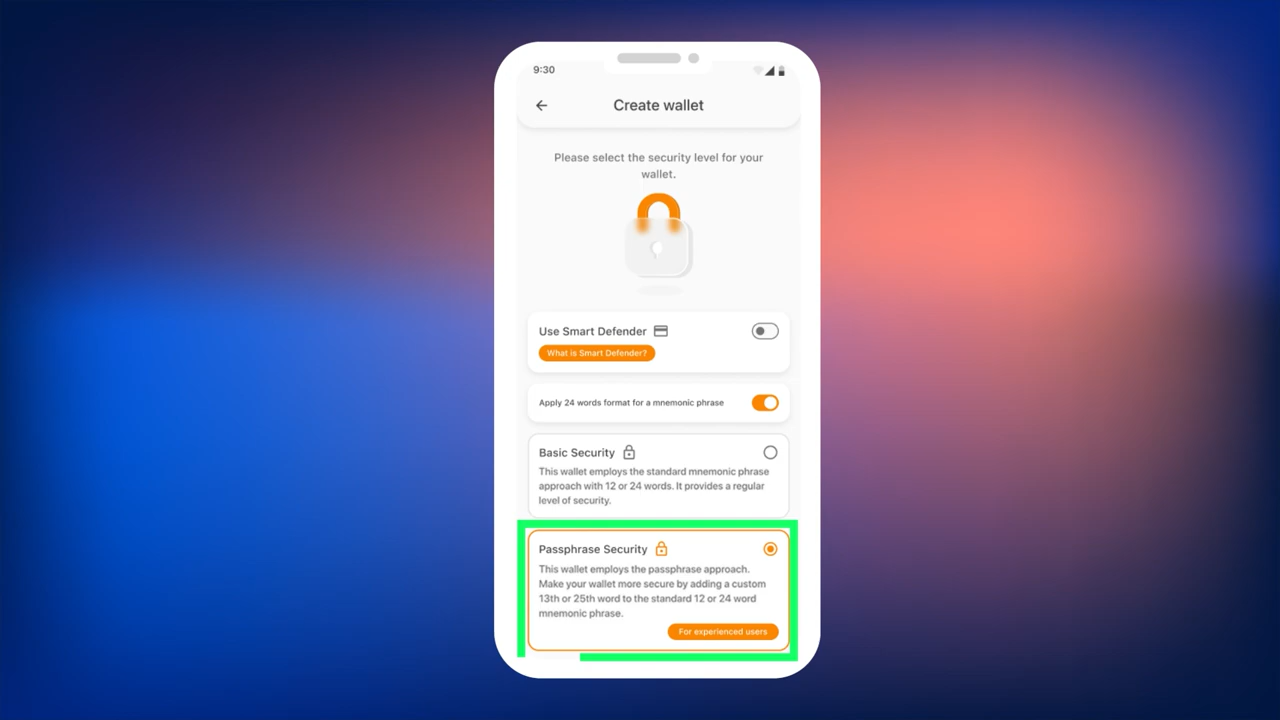 9:30
Create wallet
Please select the security level for your
wallet.
Use Smart Defender
What is Smart Defender?
Apply 24 words format for a mnemonic phrase
Basic Security
This wallet employs the standard mnemonic phrase
approach with 12 or 24 words. It provides a regular
level of security.
Passphrase Security
This wallet employs the passphrase approach.
Make your wallet more secure by adding a custom
13th or 25th word to the standard 12 or 24 word
mnemonic phrase.
For experienced users